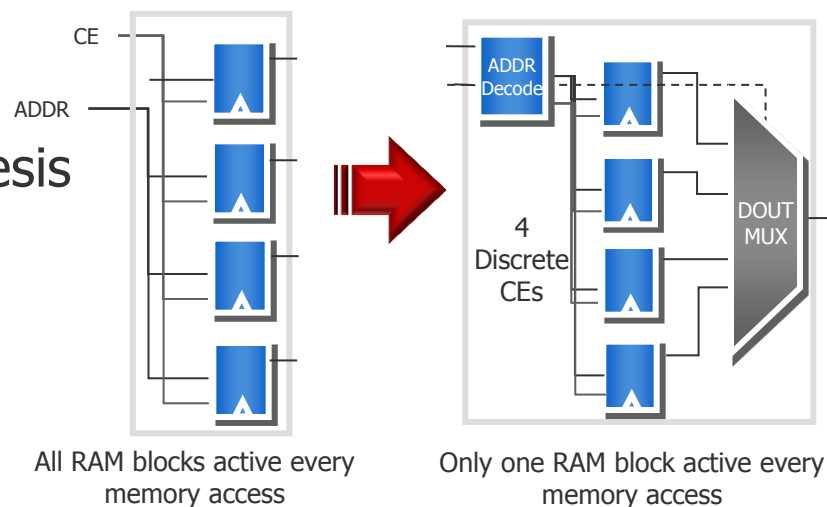 CE
ADDR
esis
All RAM blocks active every
memory access
ADDR
Decode
4
Discrete
CEs
DOUT
MUX
Only one RAM block active every
memory access